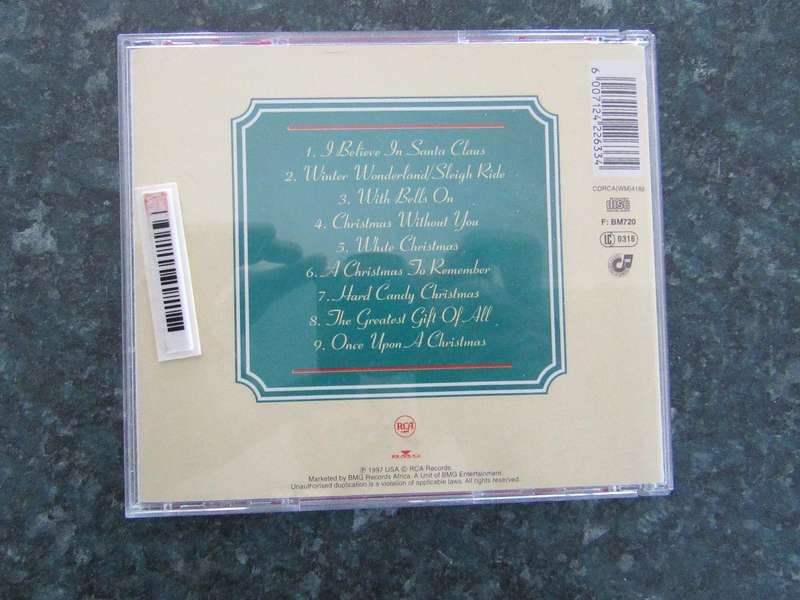 1. I Believe In Santa Claus
2. Winter Wonderland/Sleigh Ride
3. With Bells On
4. Christmas Without You
5. White Christmas
6. A Christmas To Remember
7. Hard Candy Christmas
8. The Greatest Gift Of All
9. Once Upon A Christmas
RCA
BMG
℗ 1997 USA © RCA Records.
Marketed by BMG Records Africa. A Unit of BMG Entertainment.
Unauthorised duplication is a violation of applicable laws. All rights reserved.
6 007124 226334
CDRCA(WM)4182
F: BM720
LC 0316